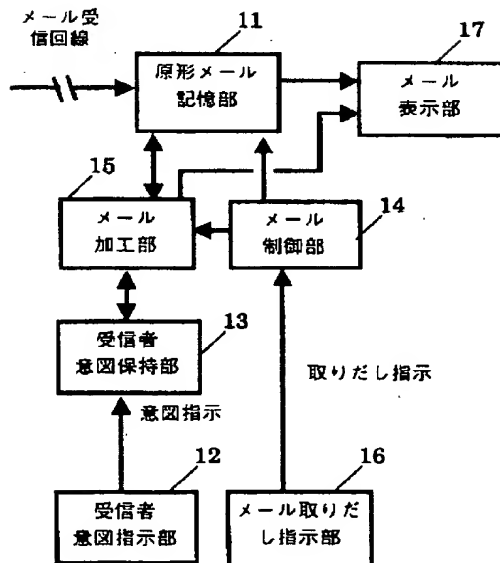 メール受
信回線
11
原形メール
記憶部
17
メール
表示部
15
メール
加工部
メール
制御部
14
受信者
意図保持部
13
取りだし指示
意図指示
12
受信者
意図指示部
16
メール取りだ
し指示部